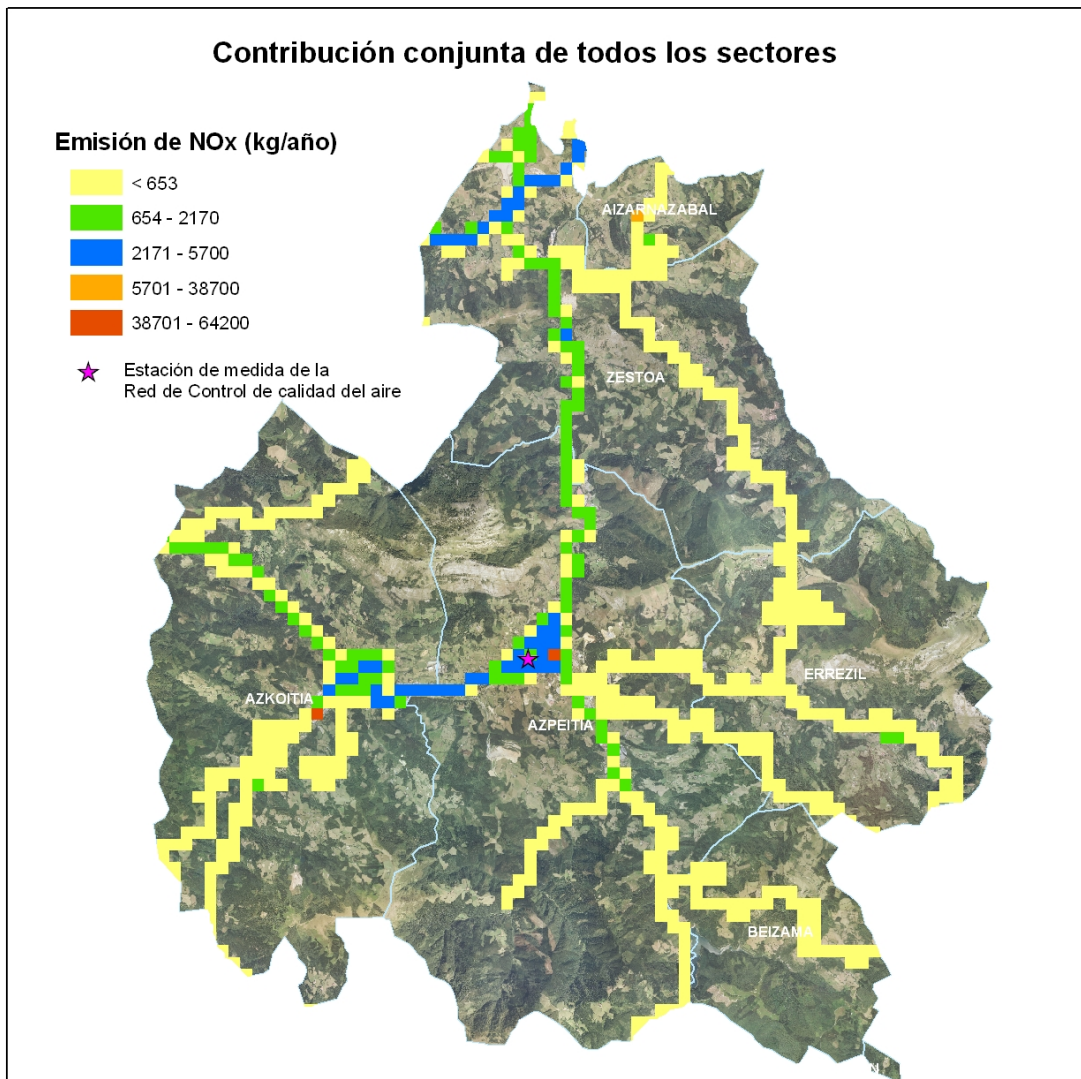 Contribución conjunta de todos los sectores
Emisión de NOx (kg/año)
< 653
654 - 2170
2171 - 5700
5701 - 38700
38701 - 64200
Estación de medida de la
Red de Control de calidad del aire
AIZARNAZABAL
ZESTOA
ERREZIL
AZKOITIA
AZPEITIA
BEIZAMA